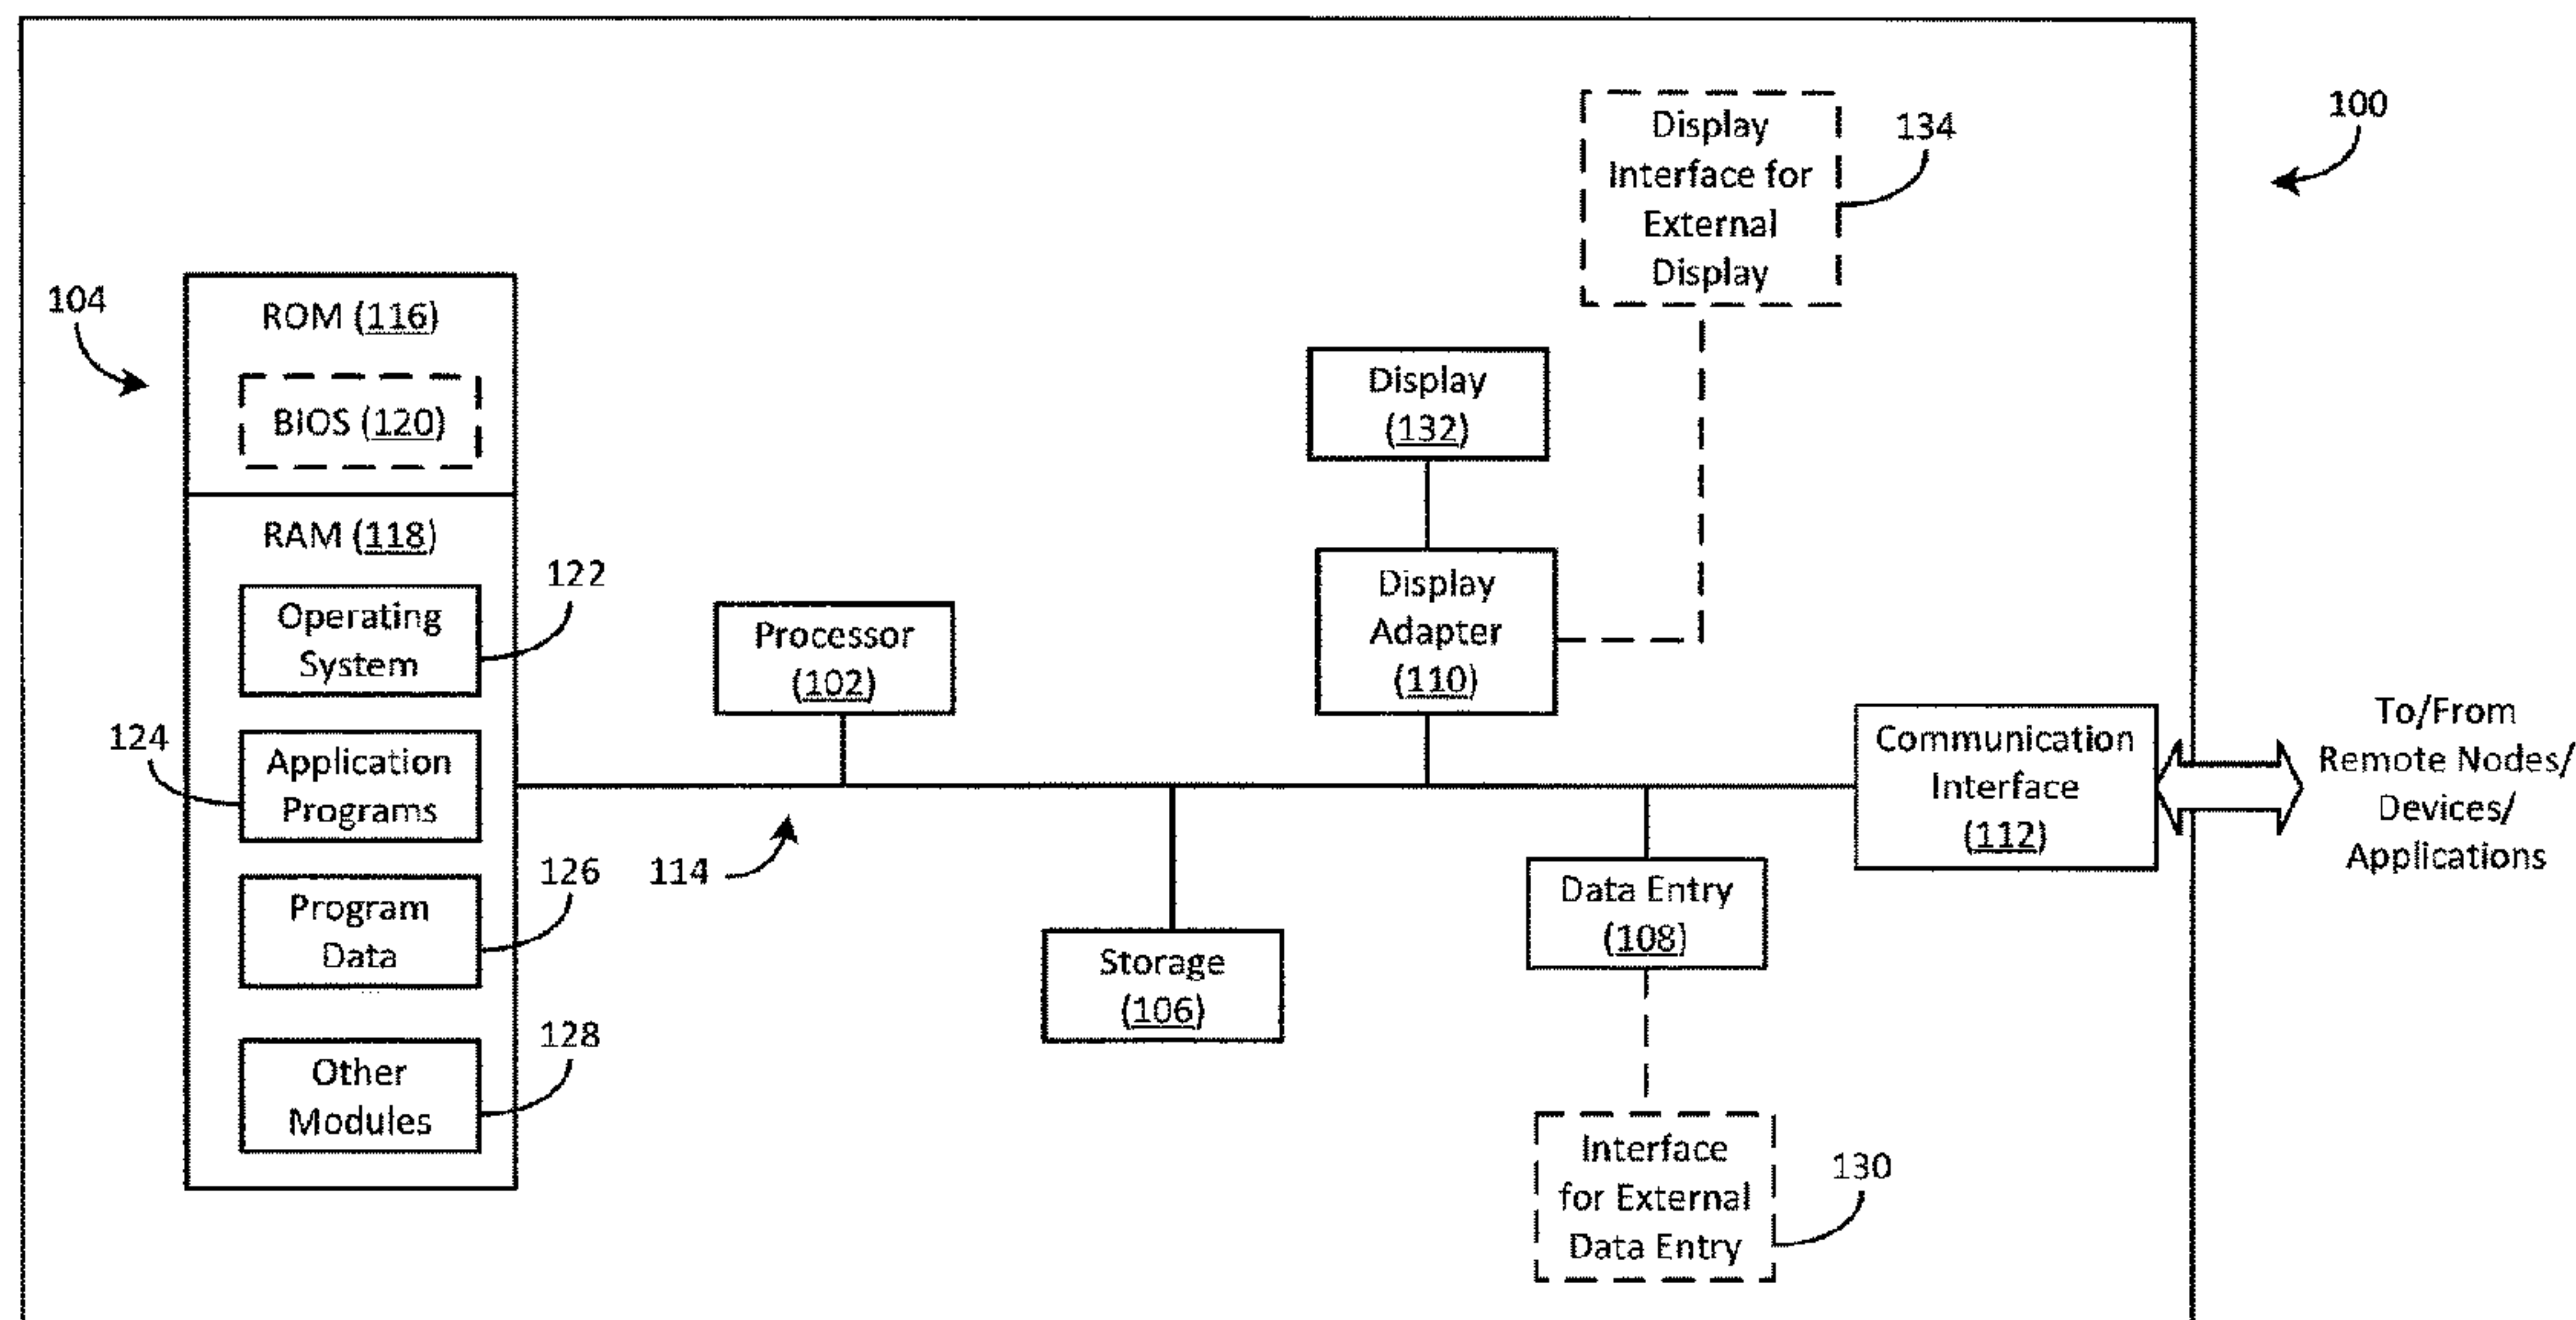 100
Display
Interface for
External
Display
134
104
ROM (116)
BIOS (120)
Display
(132)
RAM (118)
122
Operating
System
Processor
(102)
Display
Adapter
(110)
124
Application
Programs
114
Communication
Interface
(112)
To/From
Remote Nodes/
Devices/
Applications
126
Program
Data
Storage
(106)
Data Entry
(108)
128
Other
Modules
Interface
for External
Data Entry
130